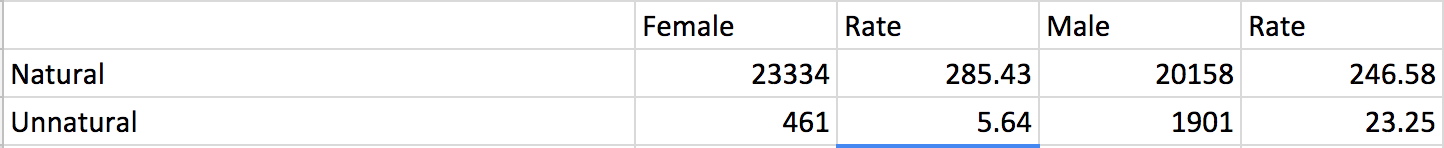 Female Rate Male Rate
Natural 23334 285.43 20158 246.58
Unnatural 461 5.64 1901 23.25